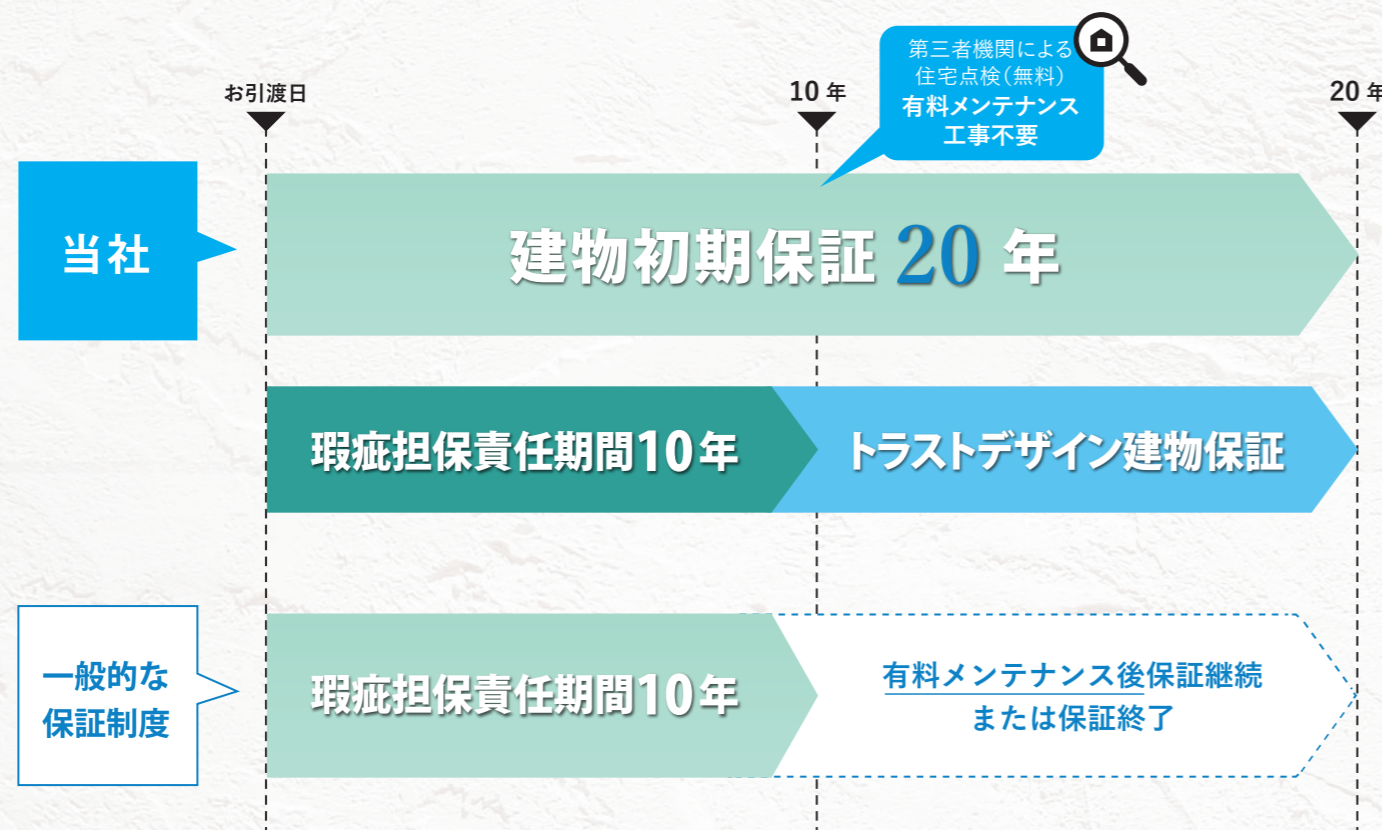 お引渡日
10 年
第三者機関による
住宅点検(無料)
有料メンテナンス
工事不要
20 年
当社
建物初期保証 20 年
瑕疵担保責任期間10年
トラストデザイン建物保証
一般的な
保証制度
瑕疵担保責任期間10年
有料メンテナンス後保証継続
または保証終了